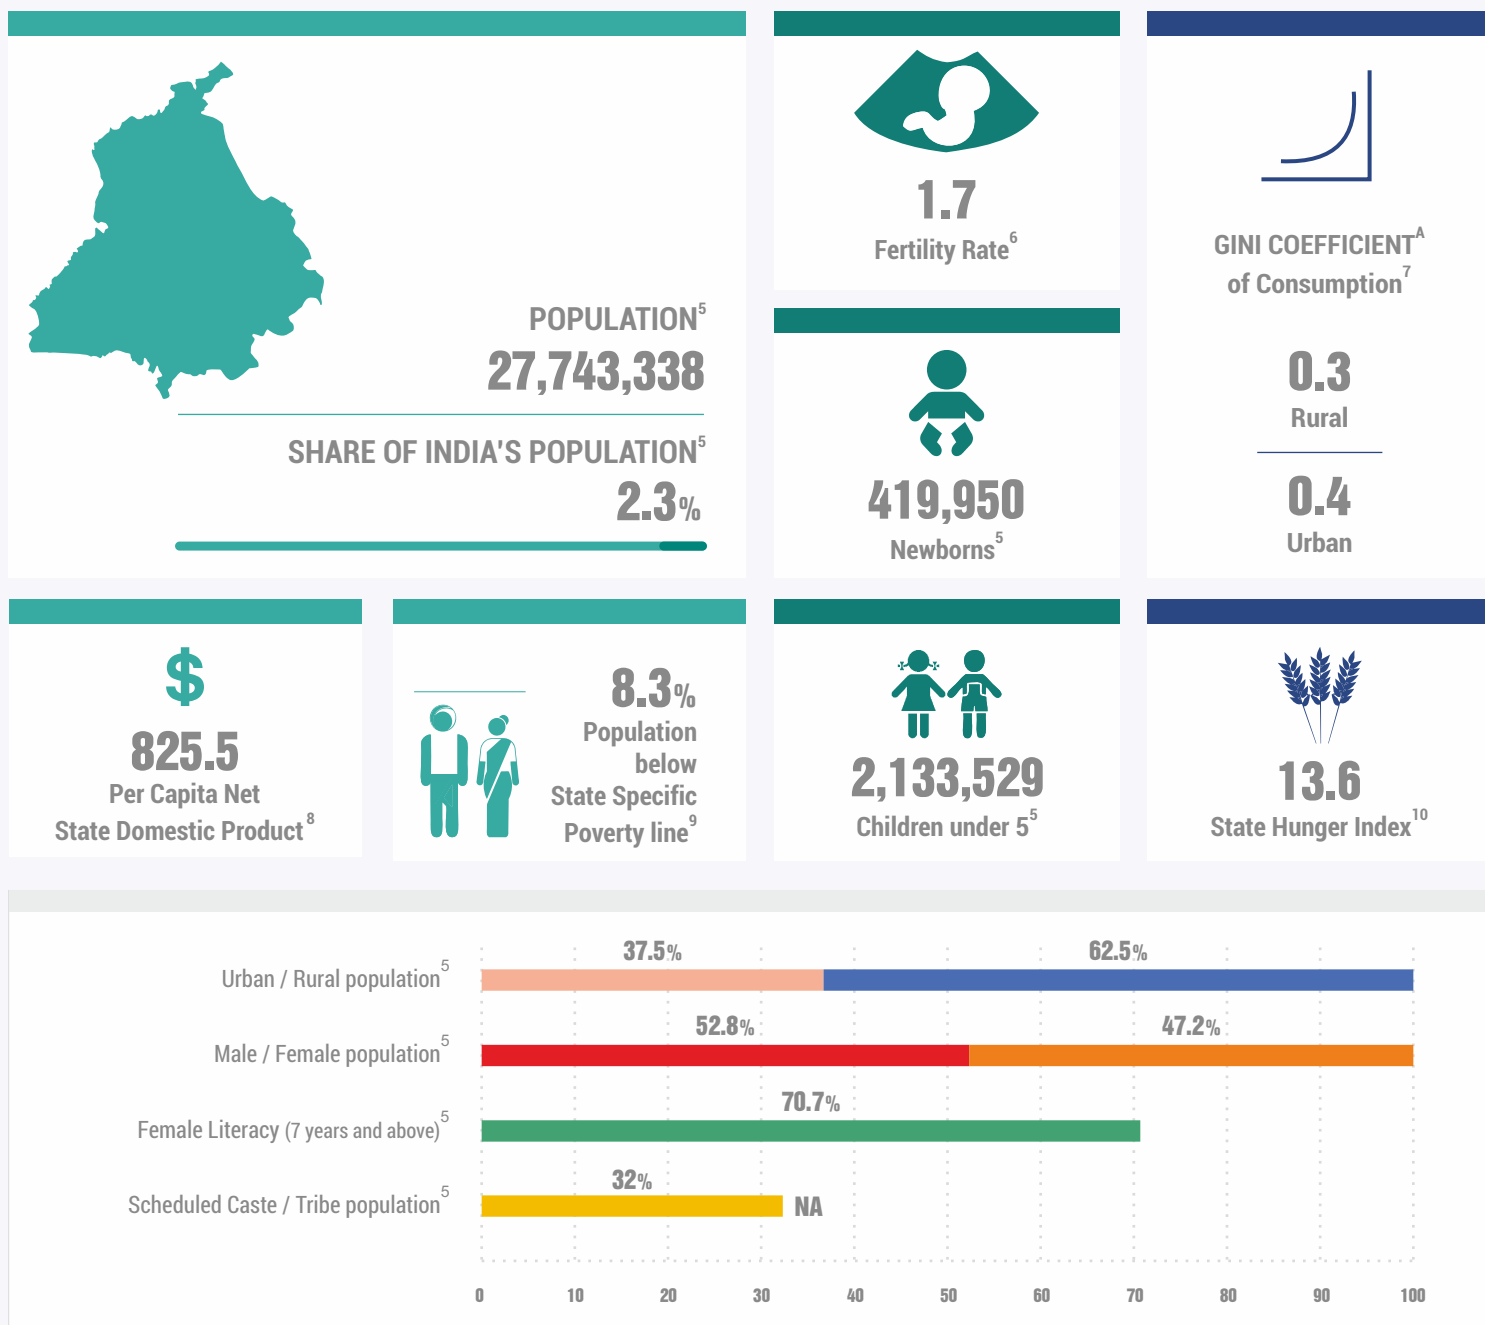 POPULATION5
27,743,338
SHARE OF INDIA'S POPULATION5
2.3%
1.7
Fertility Rate6
419,950
Newborns5
GINI COEFFICIENTA
of Consumption7
0.3
Rural
0.4
Urban
$
825.5
Per Capita Net
State Domestic Product8
8.3%
Population
below
State Specific
Poverty line9
2,133,529
Children under 55
13.6
State Hunger Index10
37.5% 62.5%
Urban / Rural population5
52.8% 47.2%
Male / Female population5
70.7%
Female Literacy (7 years and above)5
32%
Scheduled Caste / Tribe population5 NA
0 10 20 30 40 50 60 70 80 90 100